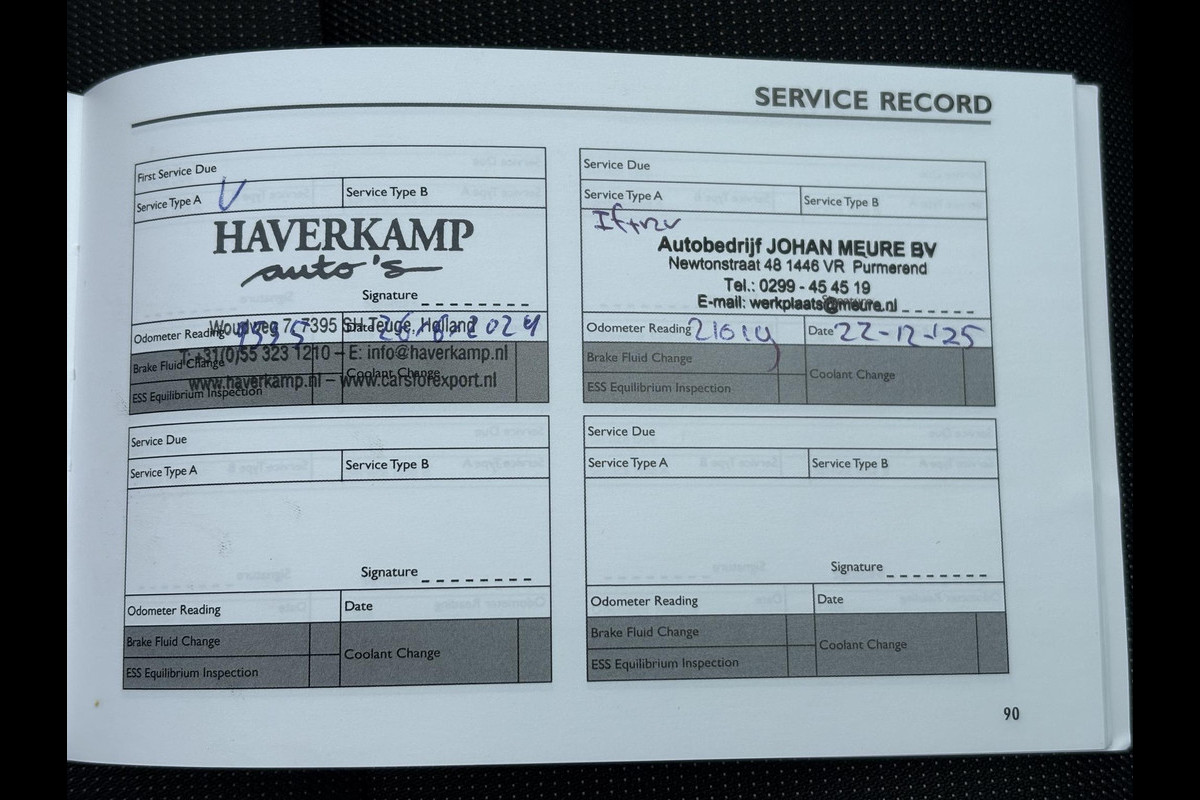 SERVICE RECORD
First Service Due
Service Type A V Service Type B
HAVERKAMP
auto's
Signature
Woudweg 7, 7395 SH Teuge, Holland
Odometer Reading Date
T: +31(0)55 323 1210 – E: info@haverkamp.nl
Brake Fluid Change
Coolant Change
www.haverkamp.nl – www.carsforexport.nl
ESS Equilibrium Inspection
Service Due
Service Type A Service Type B
Autobedrijf JOHAN MEURE BV
Newtonstraat 48 1446 VR Purmerend
Tel.: 0299 - 45 45 19
E-mail: werkplaats@meure.nl
Odometer Reading 21614 Date 22-12-'25
Brake Fluid Change
Coolant Change
ESS Equilibrium Inspection
Service Due
Service Type A Service Type B
Signature
Odometer Reading Date
Brake Fluid Change
Coolant Change
ESS Equilibrium Inspection
Service Due
Service Type A Service Type B
Signature
Odometer Reading Date
Brake Fluid Change
Coolant Change
ESS Equilibrium Inspection
90